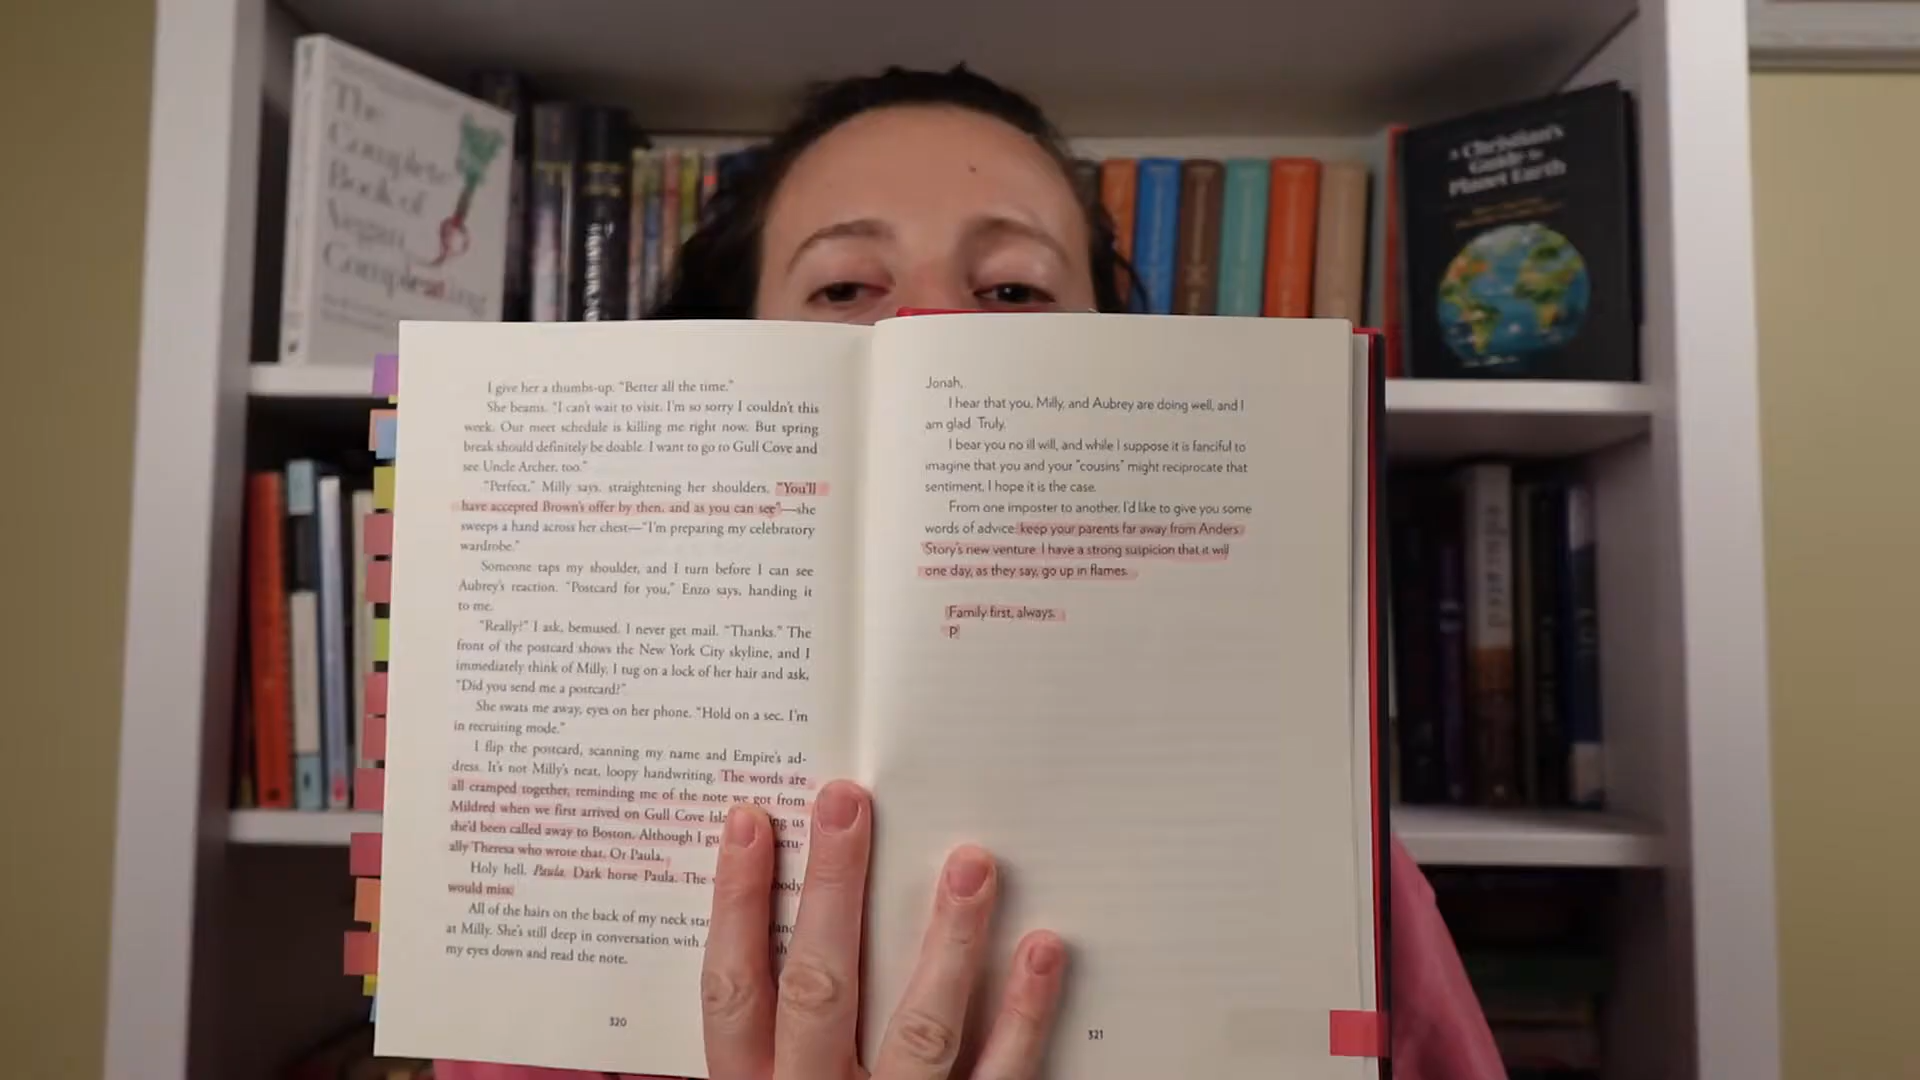 The
Complete
Book of
Vegan
Compleating
A Christian's
Guide to
Planet Earth
I give her a thumbs-up. "Better all the time."
She beams. "I can't wait to visit. I'm so sorry I couldn't this
week. Our meet schedule is killing me right now. But spring
break should definitely be doable. I want to go to Gull Cove and
see Uncle Archer, too."
"Perfect," Milly says, straightening her shoulders. "You'll
have accepted Brown's offer by then, and as you can see"—she
sweeps a hand across her chest—"I'm preparing my celebratory
wardrobe."
Someone taps my shoulder, and I turn before I can see
Aubrey's reaction. "Postcard for you," Enzo says, handing it
to me.
"Really?" I ask, bemused. I never get mail. "Thanks." The
front of the postcard shows the New York City skyline, and I
immediately think of Milly. I tug on a lock of her hair and ask,
"Did you send me a postcard?"
She swats me away, eyes on her phone. "Hold on a sec. I'm
in recruiting mode."
I flip the postcard, scanning my name and Empire's ad-
dress. It's not Milly's neat, loopy handwriting. The words are
all cramped together, reminding me of the note we got from
Mildred when we first arrived on Gull Cove us
she'd been called away to Boston. Although I
ally Theresa who wrote that. Or Paula.
Holy hell. Paula. Dark horse Paula. The
would miss.
All of the hairs on the back of my neck
at Milly. She's still deep in conversation with
my eyes down and read the note.
320
Jonah,
I hear that you, Milly, and Aubrey are doing well, and I
am glad. Truly.
I bear you no ill will, and while I suppose it is fanciful to
imagine that you and your "cousins" might reciprocate that
sentiment, I hope it is the case.
From one imposter to another, I'd like to give you some
words of advice: keep your parents far away from Anders
Story's new venture. I have a strong suspicion that it will
one day, as they say, go up in flames.
Family first, always.
P
321